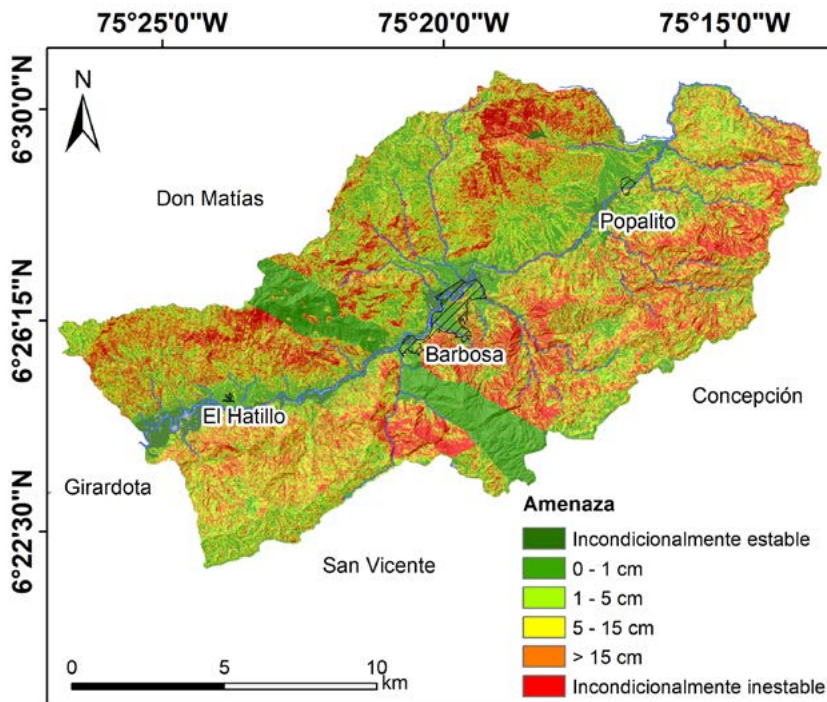 75°25'0"W 75°20'0"W 75°15'0"W
6°30'0"N
6°26'15"N
6°22'30"N
N
Don Matías
Popalito
Barbosa
El Hatillo
Concepción
Girardota
San Vicente
Amenaza
Incondicionalmente estable
0 - 1 cm
1 - 5 cm
5 - 15 cm
> 15 cm
Incondicionalmente inestable
0 5 10
km